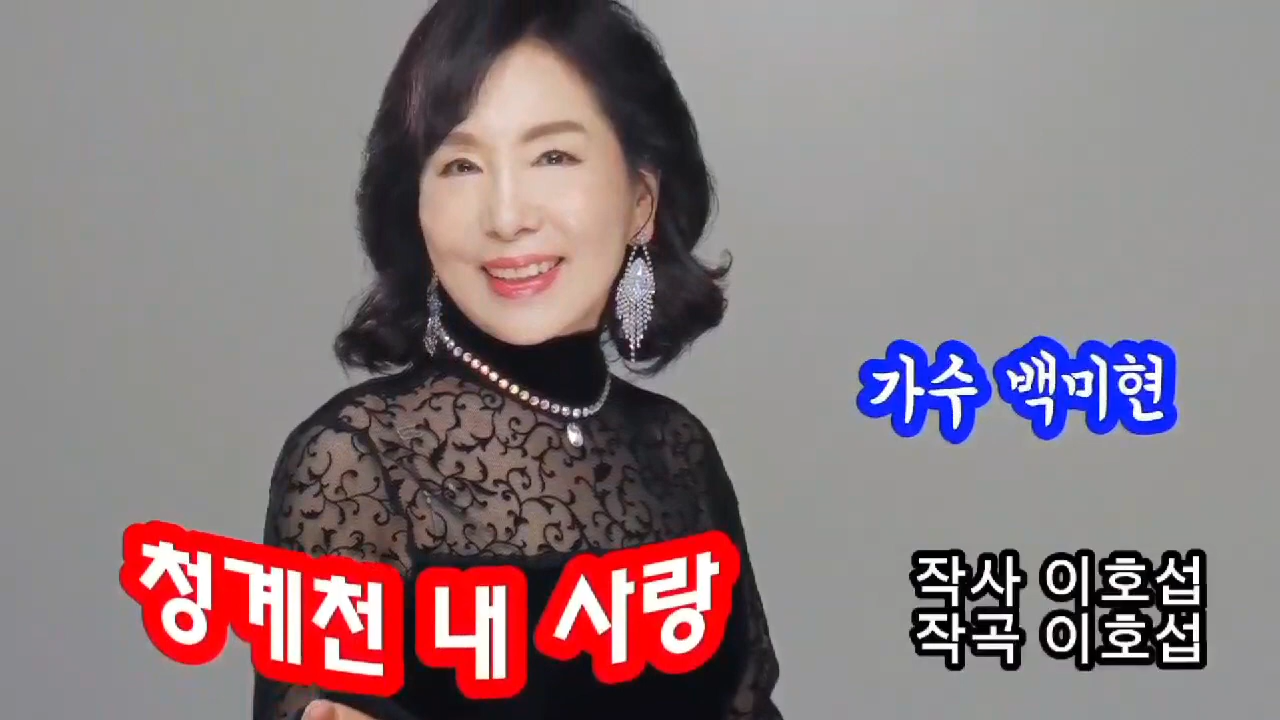 가수 백미현
청계천 내 사랑
작사 이호섭
작곡 이호섭